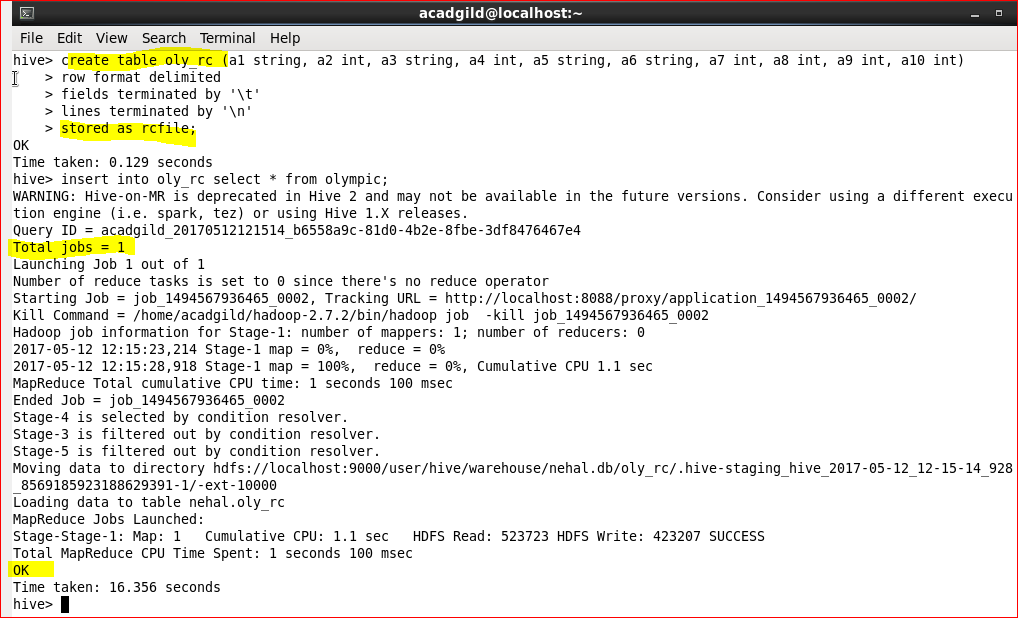 acadgild@localhost:~
File Edit View Search Terminal Help
hive> create table oly_rc (a1 string, a2 int, a3 string, a4 int, a5 string, a6 string, a7 int, a8 int, a9 int, a10 int)
    > row format delimited
    > fields terminated by '\t'
    > lines terminated by '\n'
    > stored as rcfile;
OK
Time taken: 0.129 seconds
hive> insert into oly_rc select * from olympic;
WARNING: Hive-on-MR is deprecated in Hive 2 and may not be available in the future versions. Consider using a different execu
tion engine (i.e. spark, tez) or using Hive 1.X releases.
Query ID = acadgild_20170512121514_b6558a9c-81d0-4b2e-8fbe-3df8476467e4
Total jobs = 1
Launching Job 1 out of 1
Number of reduce tasks is set to 0 since there's no reduce operator
Starting Job = job_1494567936465_0002, Tracking URL = http://localhost:8088/proxy/application_1494567936465_0002/
Kill Command = /home/acadgild/hadoop-2.7.2/bin/hadoop job  -kill job_1494567936465_0002
Hadoop job information for Stage-1: number of mappers: 1; number of reducers: 0
2017-05-12 12:15:23,214 Stage-1 map = 0%,  reduce = 0%
2017-05-12 12:15:28,918 Stage-1 map = 100%,  reduce = 0%, Cumulative CPU 1.1 sec
MapReduce Total cumulative CPU time: 1 seconds 100 msec
Ended Job = job_1494567936465_0002
Stage-4 is selected by condition resolver.
Stage-3 is filtered out by condition resolver.
Stage-5 is filtered out by condition resolver.
Moving data to directory hdfs://localhost:9000/user/hive/warehouse/nehal.db/oly_rc/.hive-staging_hive_2017-05-12_12-15-14_928
_8569185923188629391-1/-ext-10000
Loading data to table nehal.oly_rc
MapReduce Jobs Launched:
Stage-Stage-1: Map: 1   Cumulative CPU: 1.1 sec   HDFS Read: 523723 HDFS Write: 423207 SUCCESS
Total MapReduce CPU Time Spent: 1 seconds 100 msec
OK
Time taken: 16.356 seconds
hive>